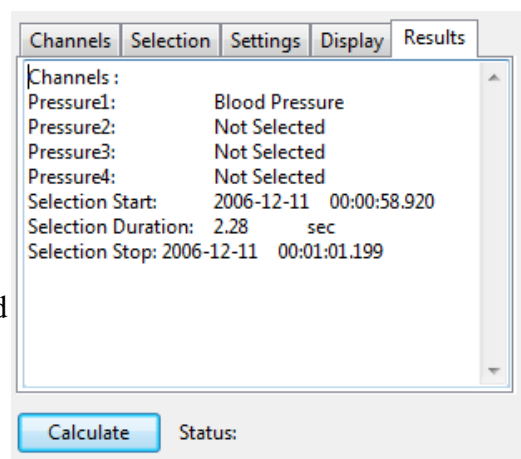 Channels Selection Settings Display Results
Channels :
Pressure1: Blood Pressure
Pressure2: Not Selected
Pressure3: Not Selected
Pressure4: Not Selected
Selection Start: 2006-12-11 00:00:58.920
Selection Duration: 2.28 sec
Selection Stop: 2006-12-11 00:01:01.199
d
Calculate Status: